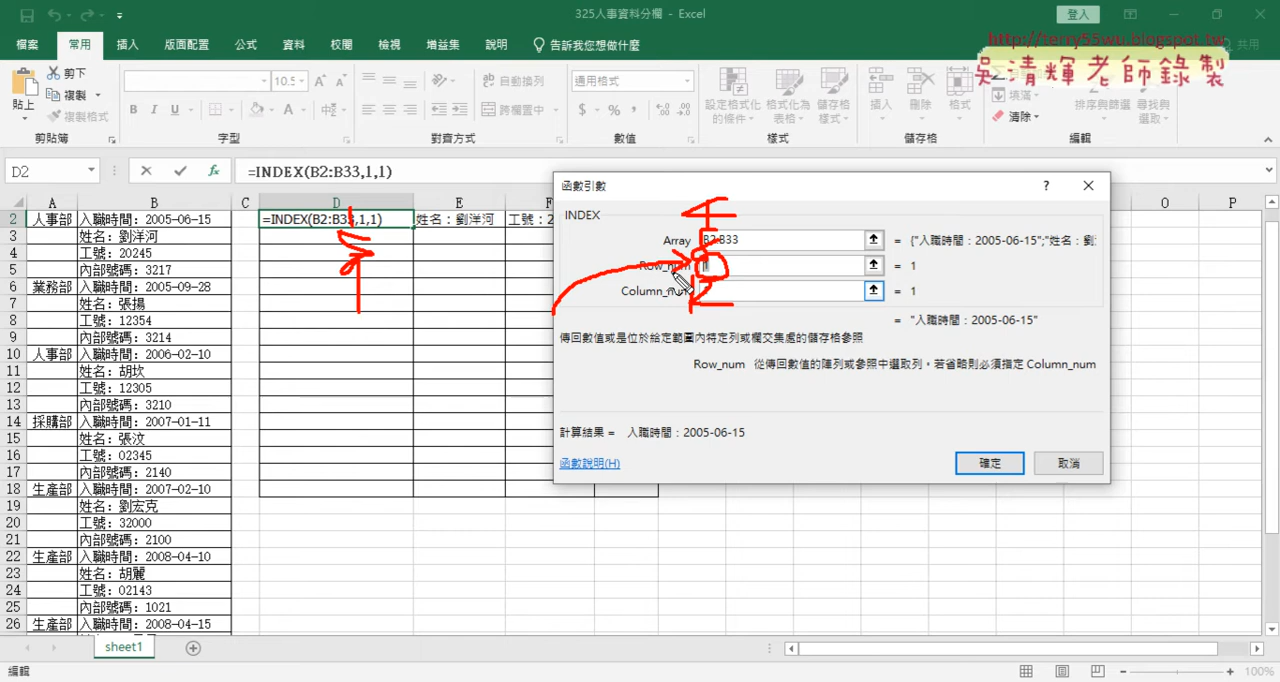 325人事資料分欄 - Excel
登入
檔案 常用 插入 版面配置 公式 資料 校閱 檢視 增益集 說明 告訴我您想做什麼 共用
http://terry55wu.blogspot.tw
吳清輝老師錄製
貼上
剪下
複製
複製格式
剪貼簿
10.5
B I U
字型
自動換列
跨欄置中
對齊方式
通用格式
$ % ,
數值
設定格式化的條件
格式化為表格
儲存格樣式
樣式
插入 刪除 格式
儲存格
填滿
清除
排序與篩選
尋找與選取
編輯
D2
fx
=INDEX(B2:B33,1,1)
A B C D E F O P
2 人事部 入職時間：2005-06-15 =INDEX(B2:B33,1,1) 姓名：劉洋河 工號：2
3 姓名：劉洋河
4 工號：20245
5 內部號碼：3217
6 業務部 入職時間：2005-09-28
7 姓名：張揚
8 工號：12354
9 內部號碼：3214
10 人事部 入職時間：2006-02-10
11 姓名：胡坎
12 工號：12305
13 內部號碼：3210
14 採購部 入職時間：2007-01-11
15 姓名：張汶
16 工號：02345
17 內部號碼：2140
18 生產部 入職時間：2007-02-10
19 姓名：劉宏克
20 工號：32000
21 內部號碼：2100
22 生產部 入職時間：2008-04-10
23 姓名：胡麗
24 工號：02143
25 內部號碼：1021
26 生產部 入職時間：2008-04-15
函數引數
? ×
INDEX
Array B2:B33 = {"入職時間：2005-06-15";"姓名：劉
Row_num 1 = 1
Column_num = 1
= "入職時間：2005-06-15"
傳回數值或是位於給定範圍內特定列或欄交集處的儲存格參照
Row_num 從傳回數值的陣列或參照中選取列。若省略則必須指定 Column_num
計算結果 = 入職時間：2005-06-15
函數說明(H)
確定 取消
sheet1
編輯
100%